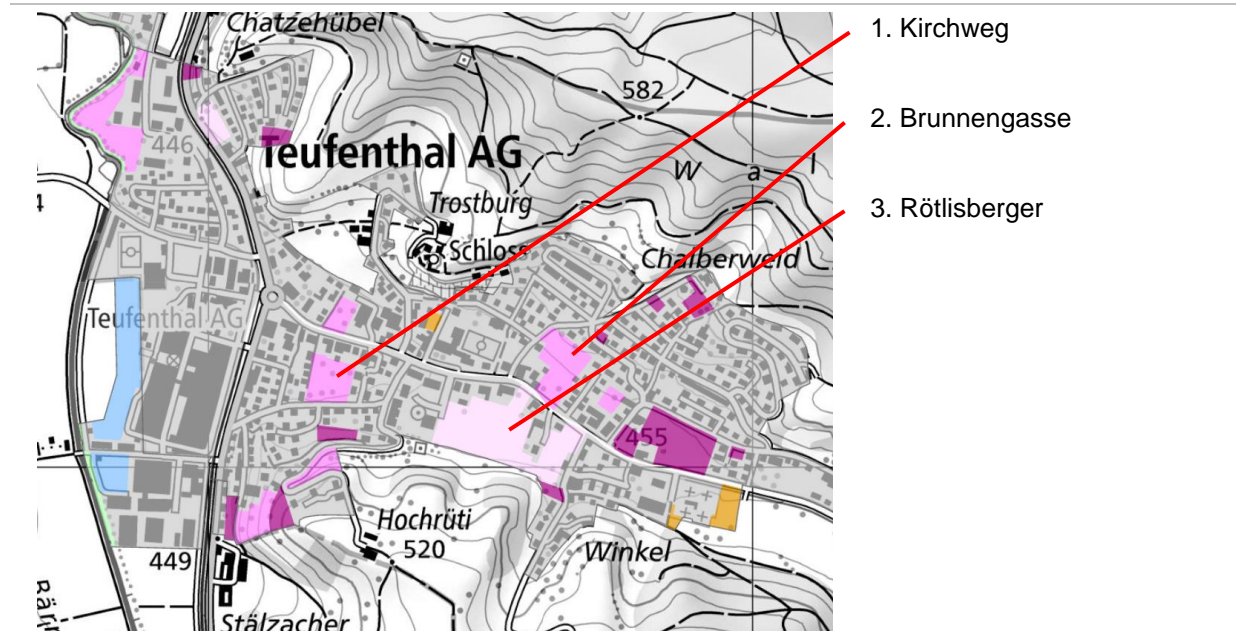 Chatzehübel
1. Kirchweg
582
2. Brunnengasse
446
Teufenthal AG
W a l
Trostburg
3. Rötlisberger
Schloss
Chalberweid
Teufenthal AG
455
Hochrüti
520
449
Winkel
Bärn
Stälzacher